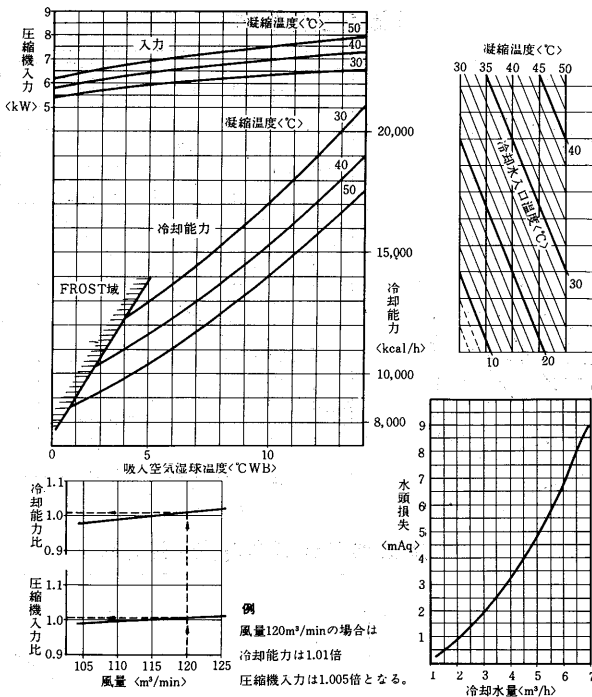 圧縮機入力
<kW>
9
8
7
6
5
入力
凝縮温度<℃>
50
40
30
凝縮温度<℃>
30
40
50
冷却能力
FROST域
20,000
15,000
冷却能力
<kcal/h>
10,000
8,000
0
5
10
吸入空気湿球温度<℃WB>
凝縮温度<℃>
30 35 40 45 50
冷却水入口温度<℃>
40
30
10
20
冷却能力比
1.1
1.0
0.9
圧縮機入力比
1.1
1.0
0.9
105 110 115 120 125
風量 <m³/min>
例
風量120m³/minの場合は
冷却能力は1.01倍
圧縮機入力は1.005倍となる。
水頭損失
<mAq>
9
8
7
6
5
4
3
2
1
1 2 3 4 5 6 7
冷却水量<m³/h>